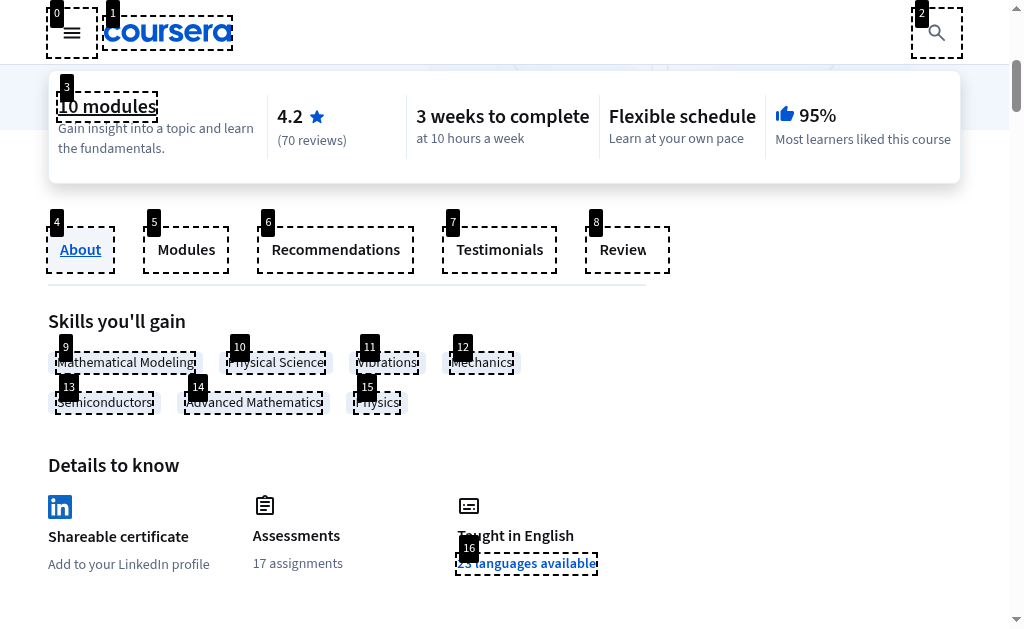 0
1
coursera
2
3
10 modules
Gain insight into a topic and learn
the fundamentals.
4.2
(70 reviews)
3 weeks to complete
at 10 hours a week
Flexible schedule
Learn at your own pace
95%
Most learners liked this course
4
5
6
7
8
About
Modules
Recommendations
Testimonials
Review
Skills you'll gain
9
10
11
12
Mathematical Modeling
Physical Science
Vibrations
Mechanics
13
14
15
Semiconductors
Advanced Mathematics
Physics
Details to know
in
Shareable certificate
Add to your LinkedIn profile
Assessments
17 assignments
Taught in English
16
23 languages available